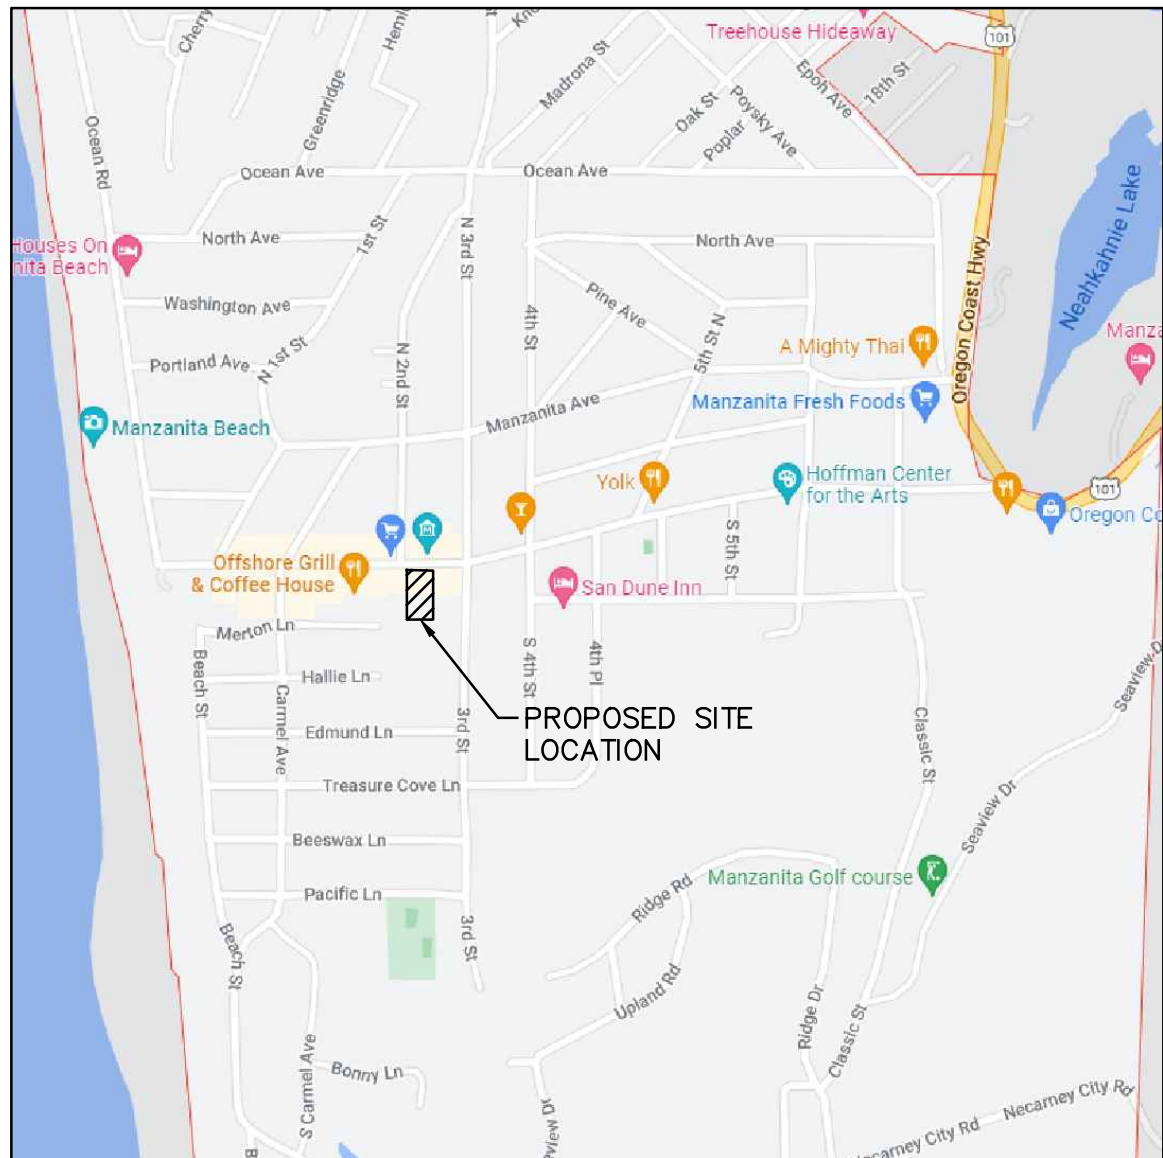 Treehouse Hideaway
101
Cherry
Greenridge
Madrona St
Epoh Ave
18th St
Ocean Rd
Oak St
Poysky Ave
Poplar
Ocean Ave
Ocean Ave
Neahkahnie Lake
Houses On
nita Beach
North Ave
1st St
N 3rd St
North Ave
Oregon Coast Hwy
Washington Ave
Pine Ave
4th St
5th St N
A Mighty Thai
Manza
Portland Ave
N 1st St
N 2nd St
Manzanita Ave
Manzanita Fresh Foods
Manzanita Beach
Yolk
Hoffman Center
for the Arts
101
Oregon Co
S 5th St
Offshore Grill
& Coffee House
San Dune Inn
Merton Ln
Beach St
Hallie Ln
Carmel Ave
S 4th St
4th Pl
Seaview D
PROPOSED SITE
LOCATION
Edmund Ln
3rd St
Classic St
Treasure Cove Ln
Seaview Dr
Beeswax Ln
Manzanita Golf course
Pacific Ln
Ridge Rd
Beach St
3rd St
Upland Rd
Ridge Dr
Classic St
S Carmel Ave
Bonny Ln
eview Dr
Necarney City Rd
ecarney City Rd